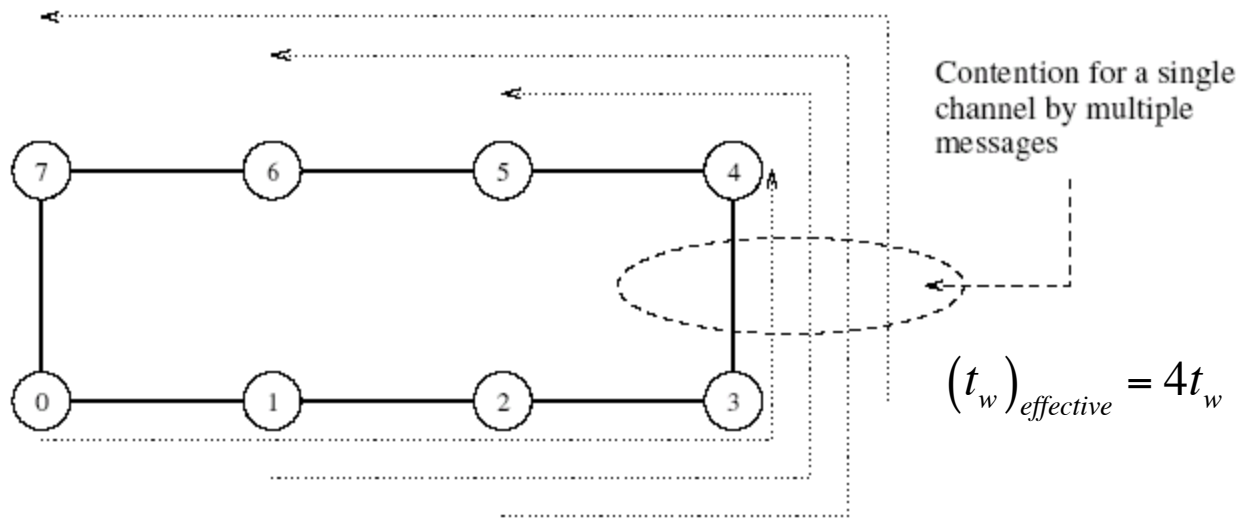 Contention for a single
channel by multiple
messages
7 6 5 4
0 1 2 3
(t_w)_effective = 4t_w